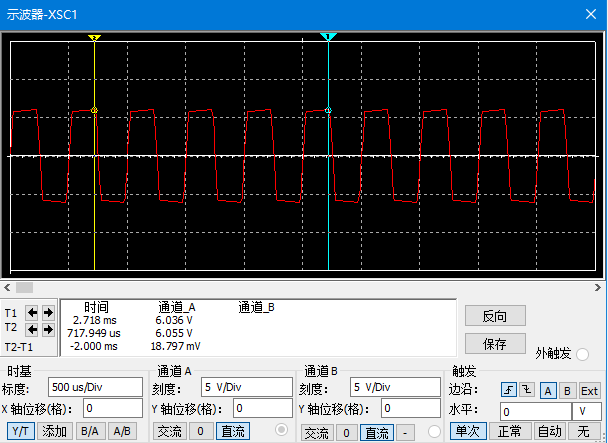 示波器-XSC1
2 1
T1 时间 通道_A 通道_B 反向
T2 2.718 ms 6.036 V
717.949 us 6.055 V
T2-T1 -2.000 ms 18.797 mV 保存 外触发
时基 通道 A 通道 B 触发
标度: 500 us/Div 刻度: 5 V/Div 刻度: 5 V/Div 边沿: A B Ext
X 轴位移(格): 0 Y 轴位移(格): 0 Y 轴位移(格): 0 水平: 0 V
Y/T 添加 B/A A/B 交流 0 直流 交流 0 直流 - 单次 正常 自动 无